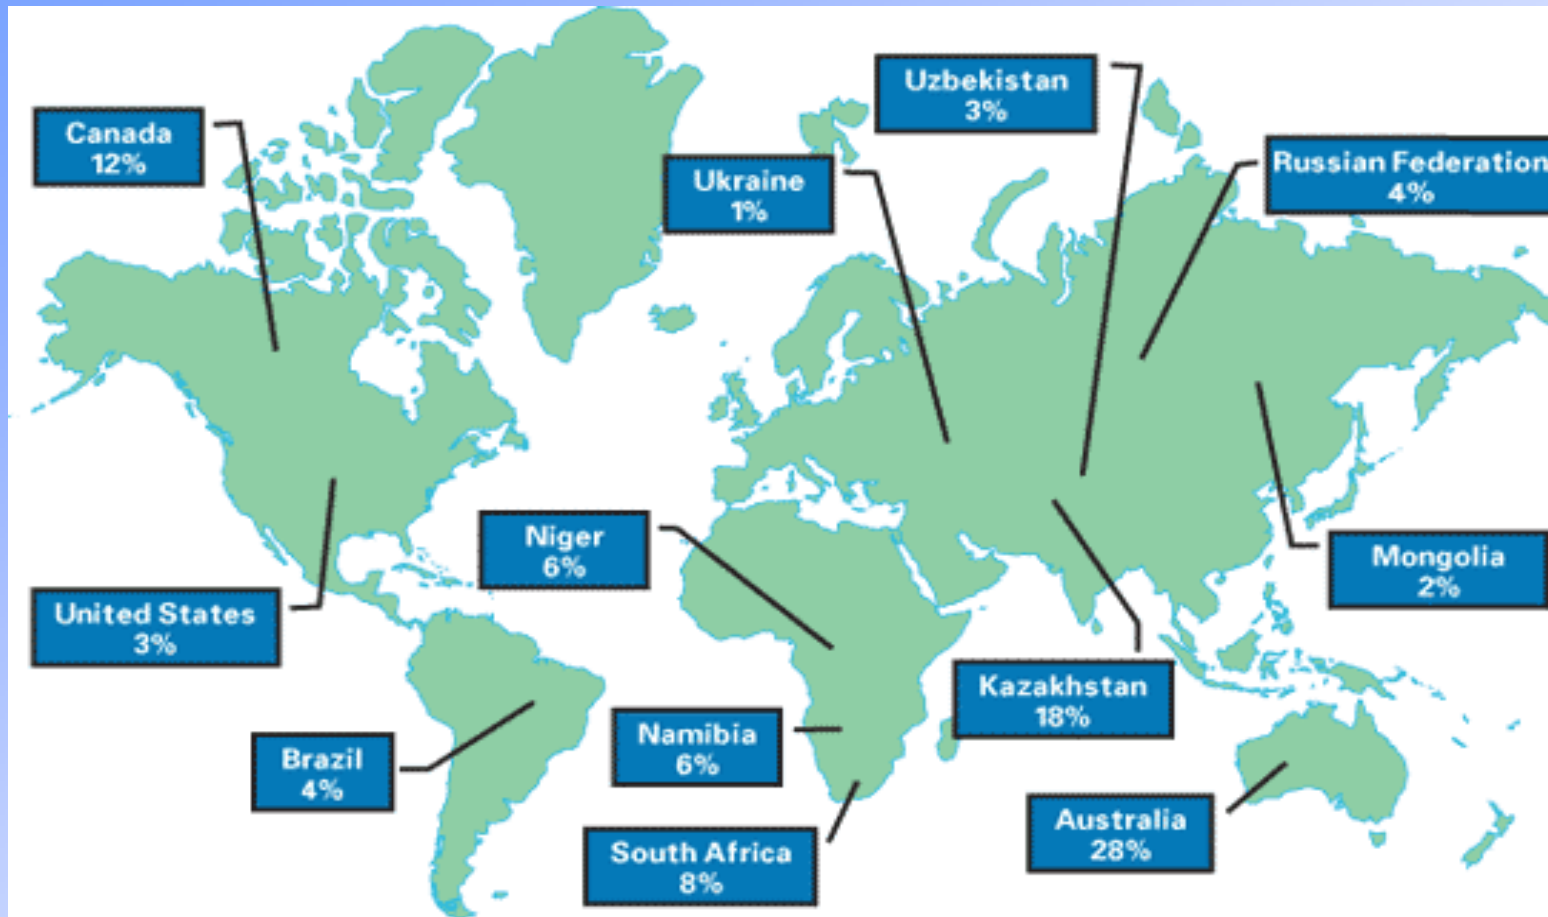 Uzbekistan
3%
Canada
12%
Russian Federation
4%
Ukraine
1%
Niger
6%
Mongolia
2%
United States
3%
Kazakhstan
18%
Namibia
6%
Brazil
4%
Australia
28%
South Africa
8%